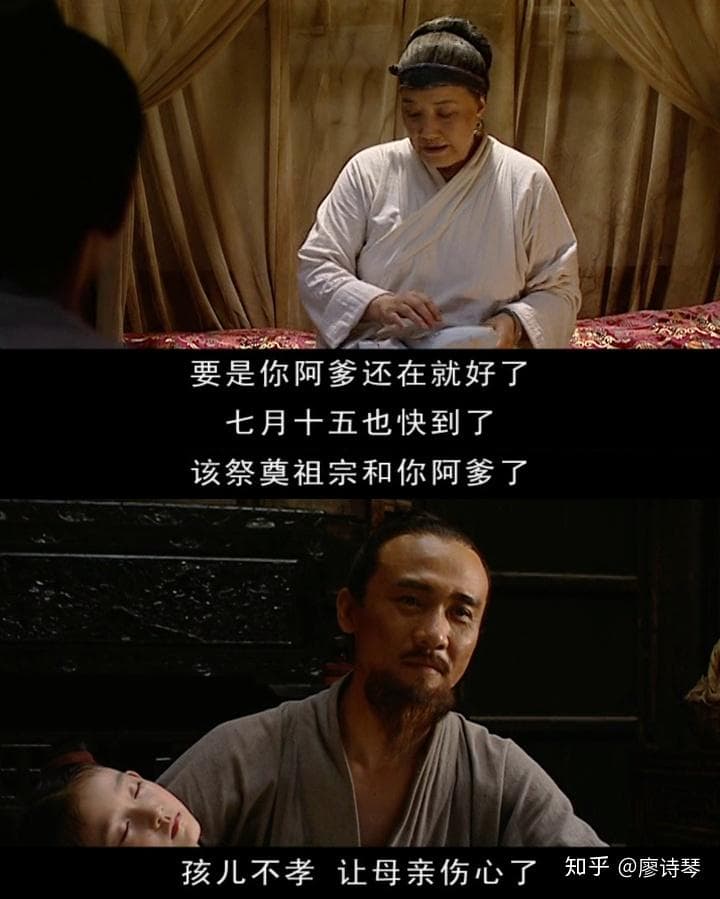 要是你阿爹还在就好了
七月十五也快到了
该祭奠祖宗和你阿爹了
孩儿不孝 让母亲伤心了
知乎 @廖诗琴